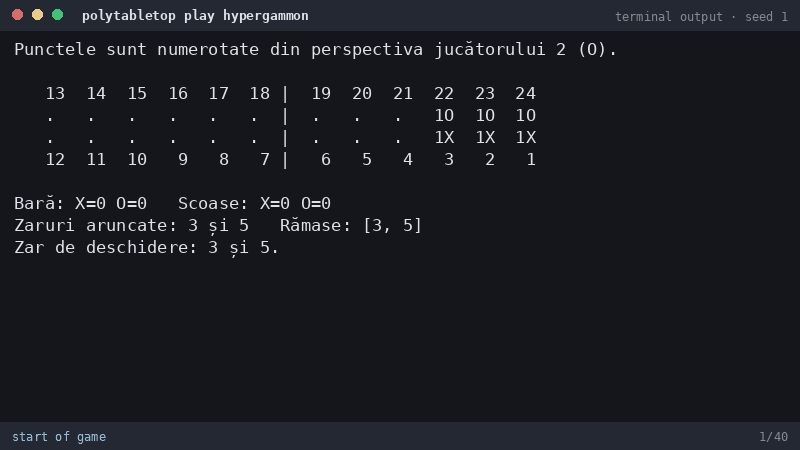 polytabletop play hypergammon
terminal output · seed 1
Punctele sunt numerotate din perspectiva jucătorului 2 (O).
13 14 15 16 17 18 | 19 20 21 22 23 24
. . . . . . | . . . 1O 1O 1O
. . . . . . | . . . 1X 1X 1X
12 11 10 9 8 7 | 6 5 4 3 2 1
Bară: X=0 O=0 Scoase: X=0 O=0
Zaruri aruncate: 3 și 5 Rămase: [3, 5]
Zar de deschidere: 3 și 5.
start of game
1/40